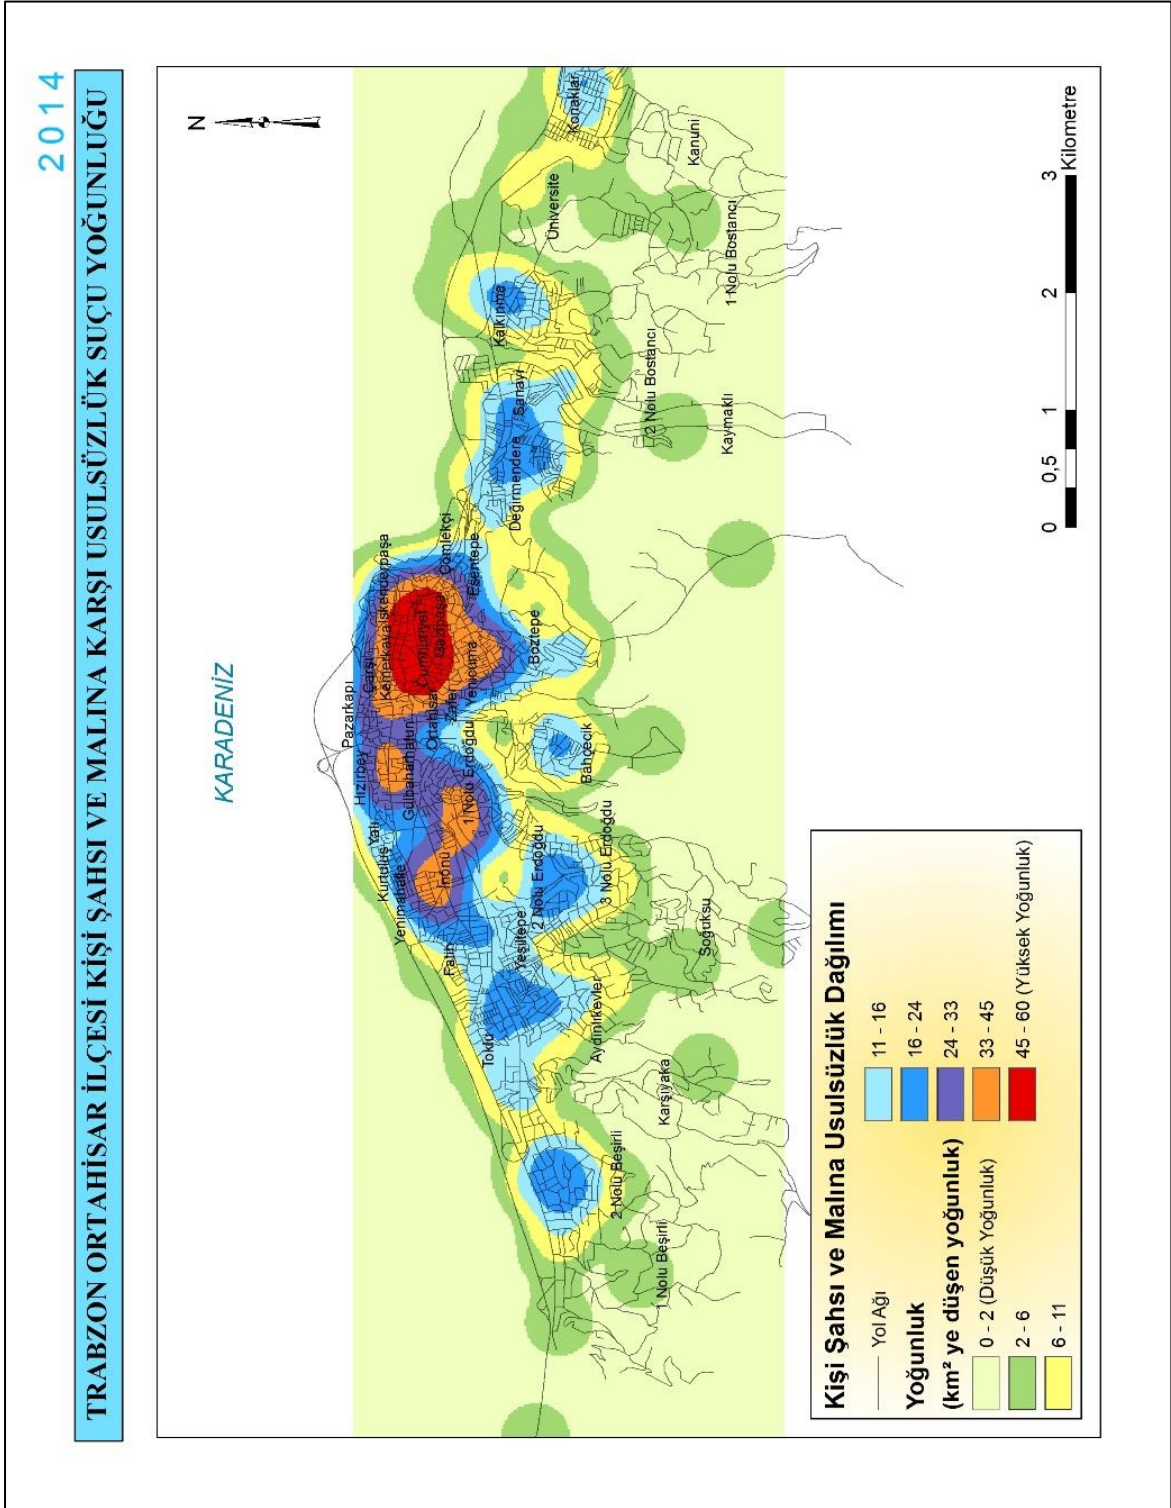 2014
TRABZON ORTAHİSAR İLÇESİ KİŞİ ŞAHSI VE MALINA KARŞI USULSÜZLÜK SUÇU YOĞUNLUĞU
N
KARADENİZ
Pazarkapı
Hızırbey
Çarşı
Kemerkaya
İskenderpaşa
Yalı
Kurtuluş
Yenimahalle
Gülbaharhatun
Cumhuriyet
Gazipaşa
Ortahisar
Zafer
Yenicuma
Çömlekçi
Esentepe
İnönü
1 Nolu Erdoğdu
Fatih
Toklu
Yeşiltepe
2 Nolu Erdoğdu
3 Nolu Erdoğdu
Bahçecik
Boztepe
Değirmendere
Sanayi
Kalkınma
Üniversite
Konaklar
Kanuni
1 Nolu Bostancı
2 Nolu Bostancı
Kaymaklı
Soğuksu
Aydınlıkevler
Karşıyaka
2 Nolu Beşirli
1 Nolu Beşirli
Kişi Şahsı ve Malına Usulsüzlük Dağılımı
Yol Ağı
Yoğunluk
(km² ye düşen yoğunluk)
0 - 2 (Düşük Yoğunluk)
2 - 6
6 - 11
11 - 16
16 - 24
24 - 33
33 - 45
45 - 60 (Yüksek Yoğunluk)
0 0,5 1 2 3
Kilometre